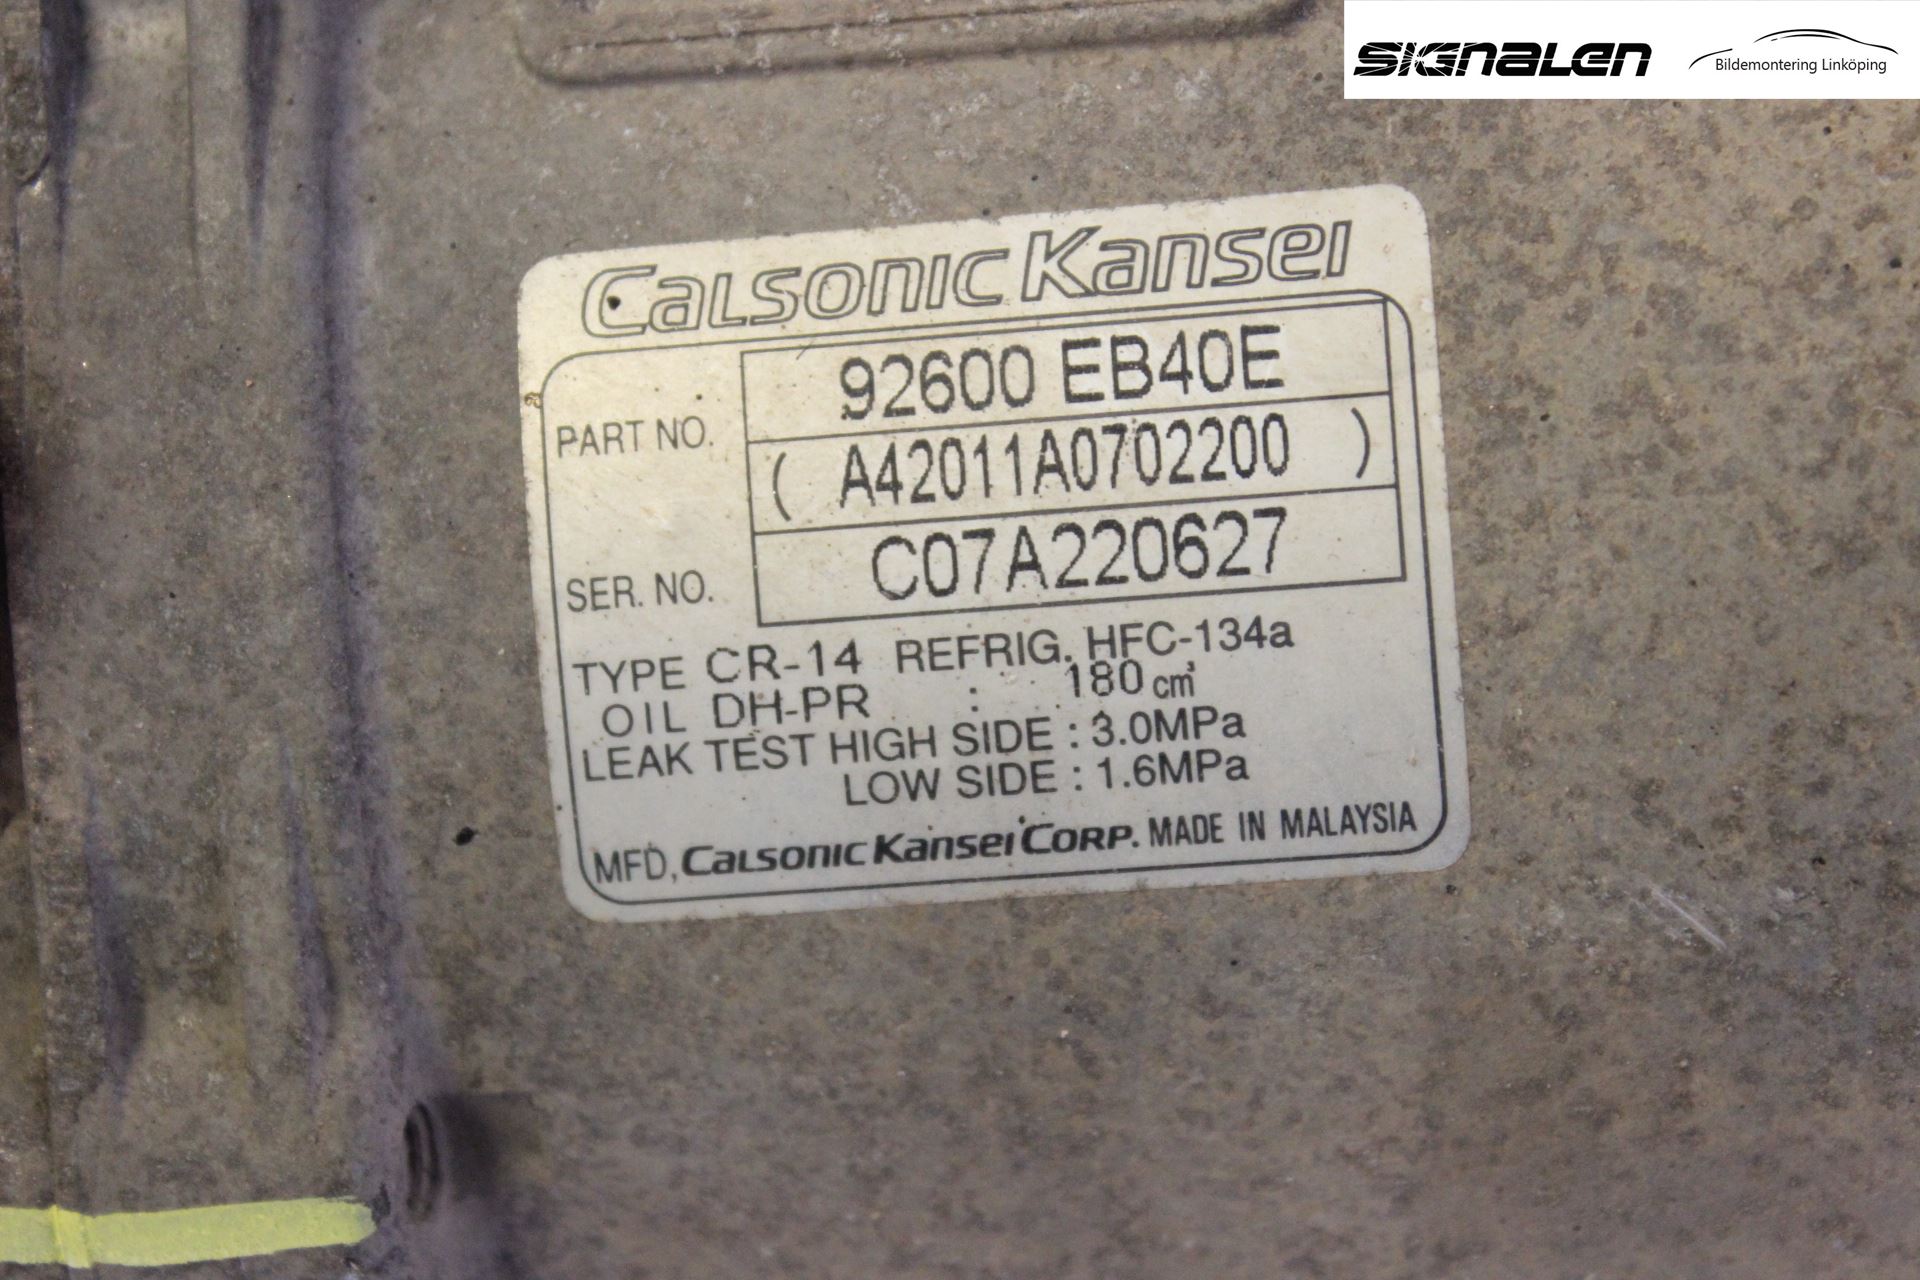 SIGNALEN
Bildemontering Linköping
Calsonic Kansei
PART NO. 92600 EB40E
( A42011A0702200 )
SER. NO. C07A220627
TYPE CR-14 REFRIG. HFC-134a
OIL DH-PR : 180 cm³
LEAK TEST HIGH SIDE : 3.0MPa
LOW SIDE : 1.6MPa
MFD, Calsonic Kansei Corp. MADE IN MALAYSIA